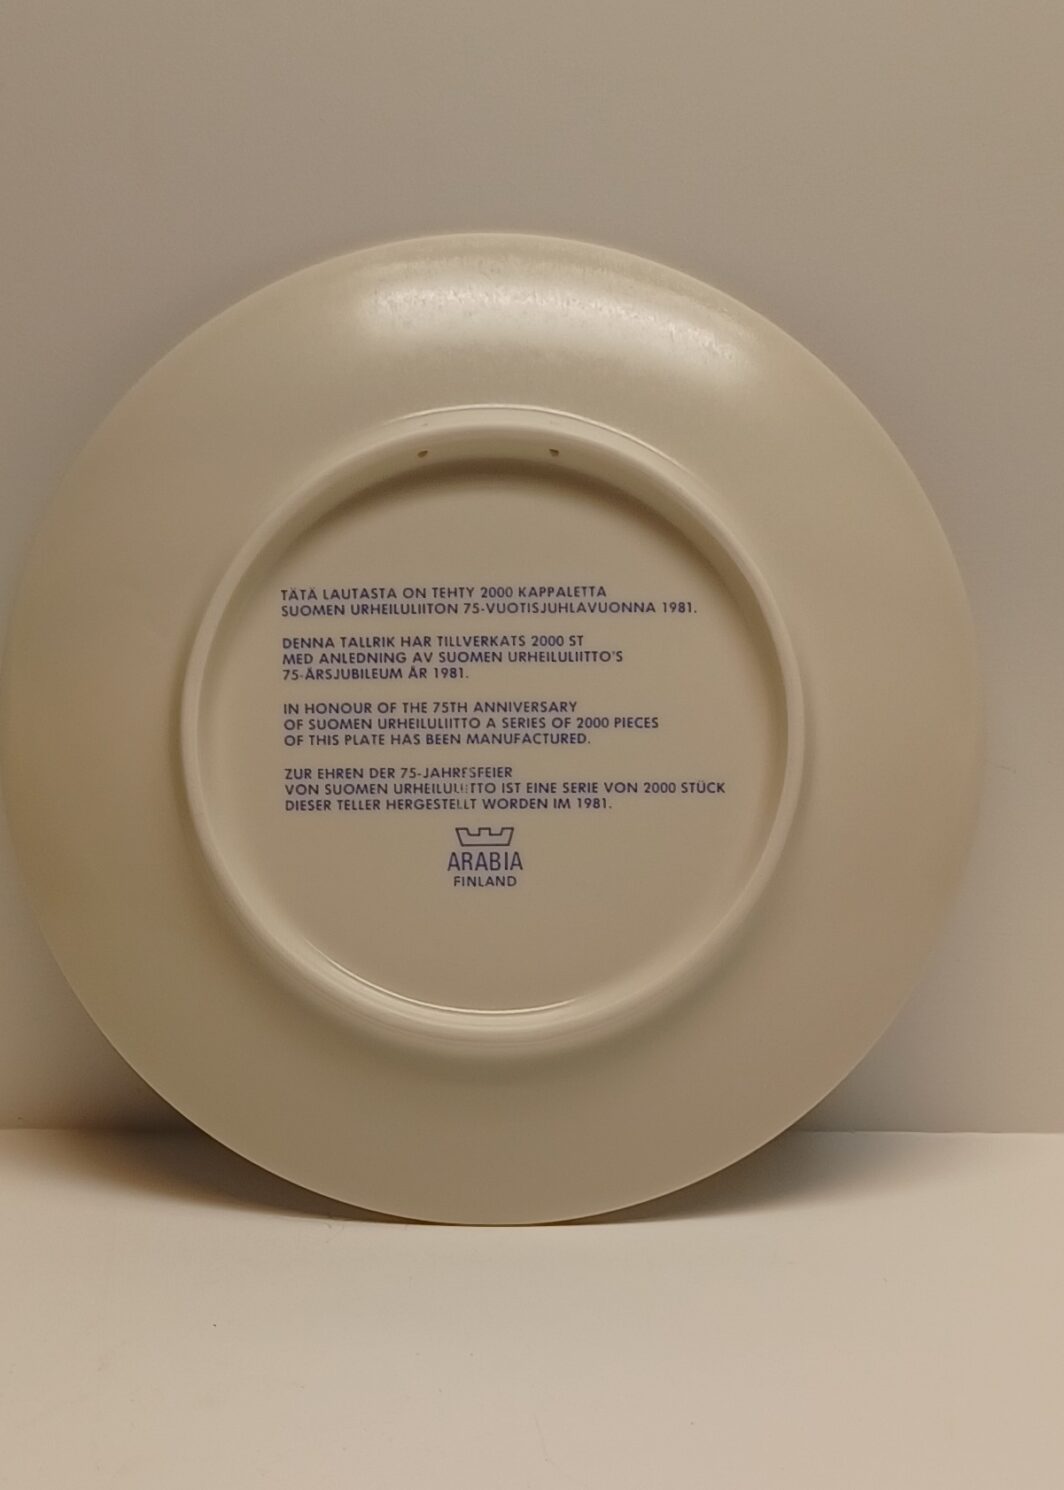 TÄTÄ LAUTASTA ON TEHTY 2000 KAPPALETTA
SUOMEN URHEILULIITON 75-VUOTISJUHLAVUONNA 1981.
DENNA TALLRIK HAR TILLVERKATS 2000 ST
MED ANLEDNING AV SUOMEN URHEILULIITTO'S
75-ÅRSJUBILEUM ÅR 1981.
IN HONOUR OF THE 75TH ANNIVERSARY
OF SUOMEN URHEILULIITTO A SERIES OF 2000 PIECES
OF THIS PLATE HAS BEEN MANUFACTURED.
ZUR EHREN DER 75-JAHRESFEIER
VON SUOMEN URHEILULIITTO IST EINE SERIE VON 2000 STÜCK
DIESER TELLER HERGESTELLT WORDEN IM 1981.
ARABIA
FINLAND